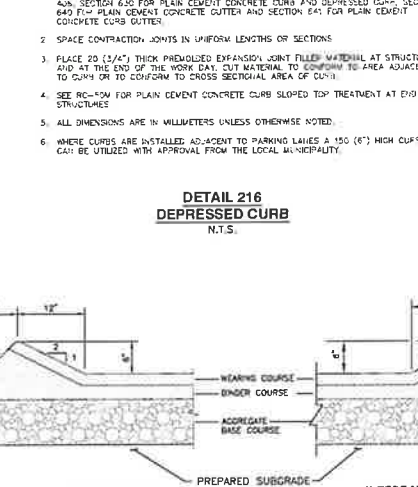 408, SECTION 630 FOR PLAIN CEMENT CONCRETE CURB AND DEPRESSED CURB, SEC
640 FOR PLAIN CEMENT CONCRETE GUTTER AND SECTION 641 FOR PLAIN CEMENT
CONCRETE CURB GUTTER.
2. SPACE CONTRACTION JOINTS IN UNIFORM LENGTHS OR SECTIONS
3. PLACE 20 (3/4") THICK PREMOLDED EXPANSION JOINT FILLER MATERIAL AT STRUCTU
AND AT THE END OF THE WORK DAY. CUT MATERIAL TO CONFORM TO AREA ADJACE
TO CURB OR TO CONFORM TO CROSS SECTIONAL AREA OF CURB.
4. SEE RC-50M FOR PLAIN CEMENT CONCRETE CURB SLOPED TOP TREATMENT AT END
STRUCTURES
5. ALL DIMENSIONS ARE IN MILLIMETERS UNLESS OTHERWISE NOTED.
6. WHERE CURBS ARE INSTALLED ADJACENT TO PARKING LANES A 150 (6") HIGH CURB
CAN BE UTILIZED WITH APPROVAL FROM THE LOCAL MUNICIPALITY.
DETAIL 216
DEPRESSED CURB
N.T.S.
12"
2
1
6"
6"
WEARING COURSE
BINDER COURSE
AGGREGATE
BASE COURSE
PREPARED SUBGRADE